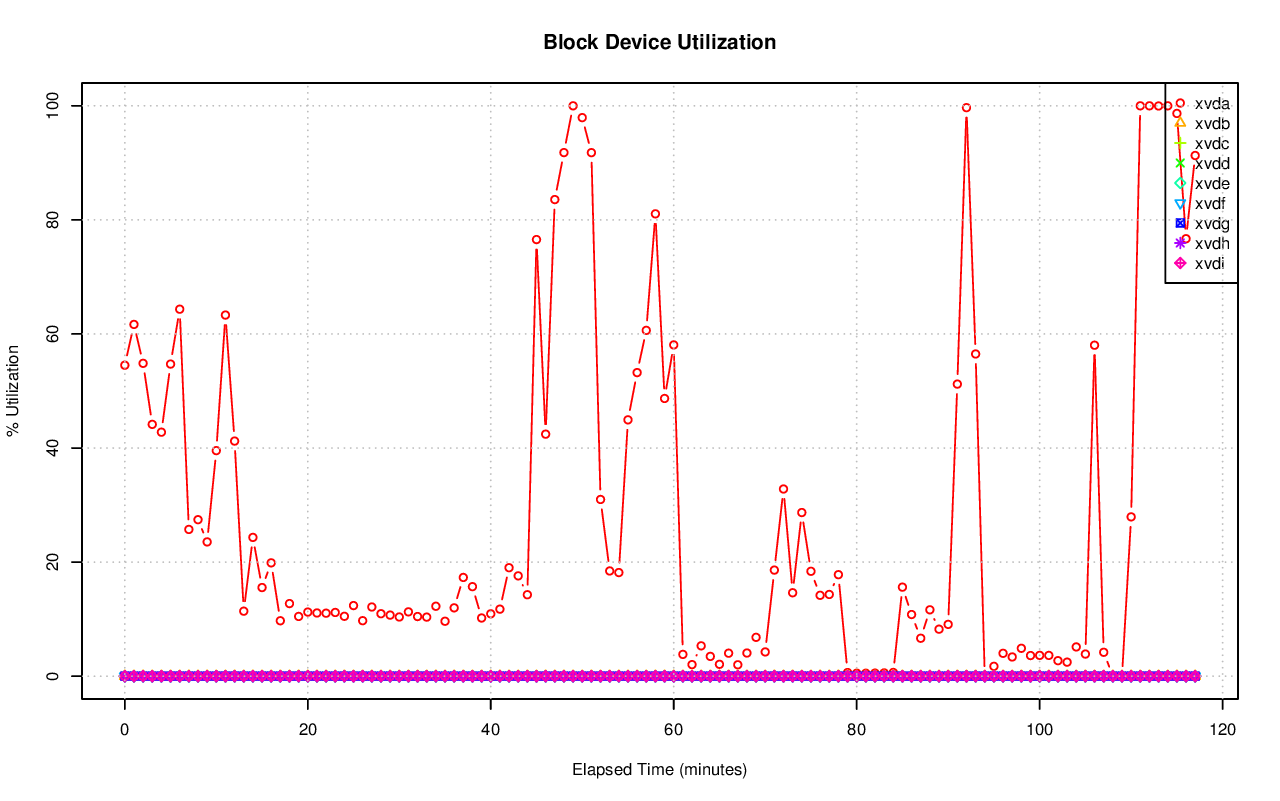 Block Device Utilization
% Utilization
100
80
60
40
20
0
xvda
xvdb
xvdc
xvdd
xvde
xvdf
xvdg
xvdh
xvdi
0 20 40 60 80 100 120
Elapsed Time (minutes)